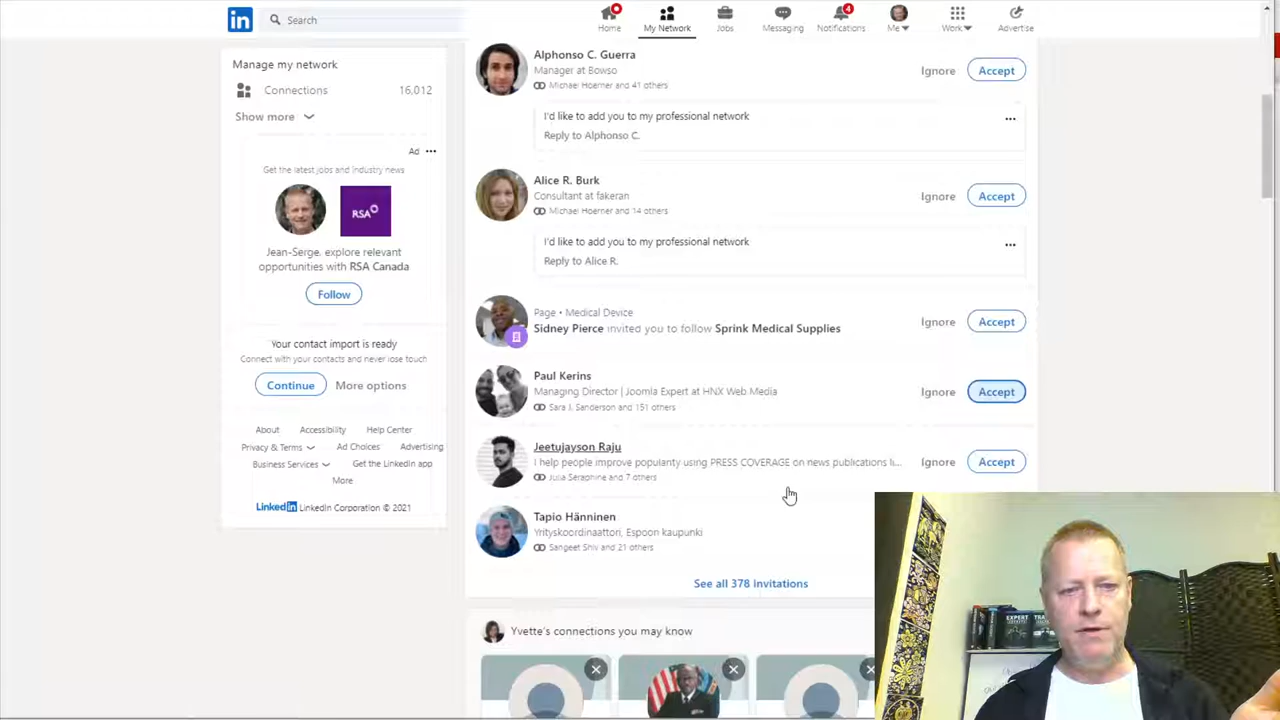 in
Search
Home
My Network
Jobs
Messaging
4
Notifications
Me
Work
Advertise
Manage my network
Connections 16,012
Show more
Ad
Get the latest jobs and industry news
RSA
Jean-Serge, explore relevant
opportunities with RSA Canada
Follow
Your contact import is ready
Connect with your contacts and never lose touch
Continue More options
About Accessibility Help Center
Privacy & Terms Ad Choices Advertising
Business Services Get the LinkedIn app
More
LinkedIn LinkedIn Corporation © 2021
Alphonso C. Guerra
Manager at Bowso
Michael Hoerner and 41 others
Ignore Accept
I'd like to add you to my professional network
Reply to Alphonso C.
Alice R. Burk
Consultant at fakeran
Michael Hoerner and 14 others
Ignore Accept
I'd like to add you to my professional network
Reply to Alice R.
Page • Medical Device
Sidney Pierce invited you to follow Sprink Medical Supplies
Ignore Accept
Paul Kerins
Managing Director | Joomla Expert at HNX Web Media
Sara J. Sanderson and 151 others
Ignore Accept
Jeetujayson Raju
I help people improve popularity using PRESS COVERAGE on news publications li...
Julia Seraphine and 7 others
Ignore Accept
Tapio Hänninen
Yrityskoordinaattori, Espoon kaupunki
Sangeet Shiv and 21 others
See all 378 invitations
Yvette's connections you may know
EXPERT